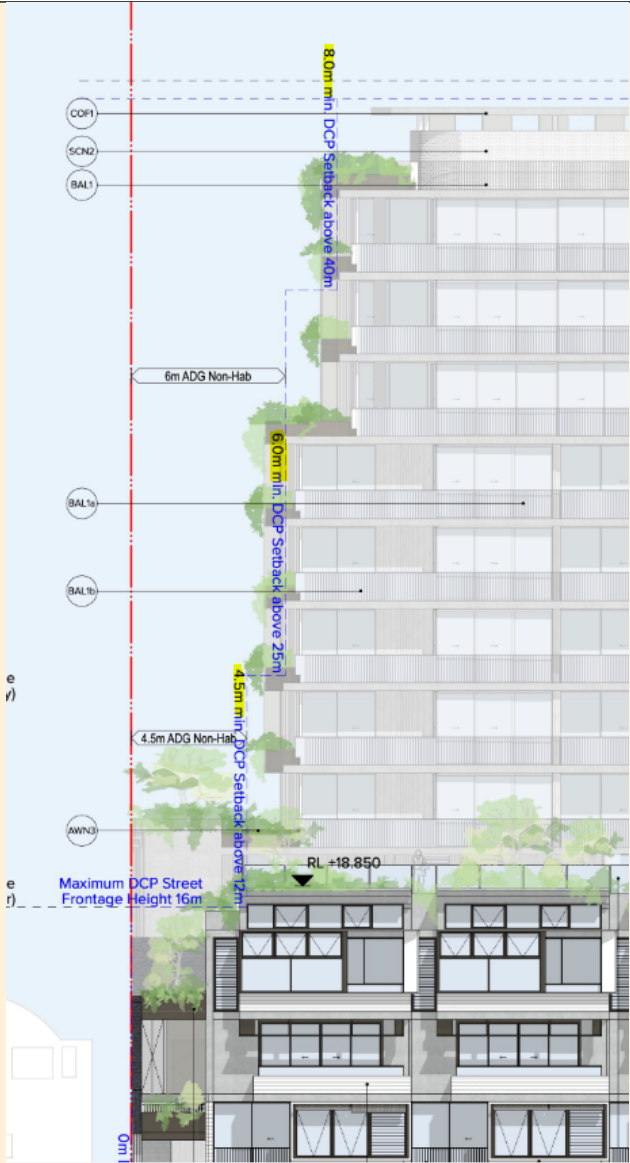 8.0m min. DCP Setback above 40m
COF1
SCN2
BAL1
6m ADG Non-Hab
6.0m min. DCP Setback above 25m
BAL1a
BAL1b
e
y)
4.5m min. DCP Setback above 12m
4.5m ADG Non-Hab
AWN3
RL +18.850
e
r)
Maximum DCP Street
Frontage Height 16m
0m